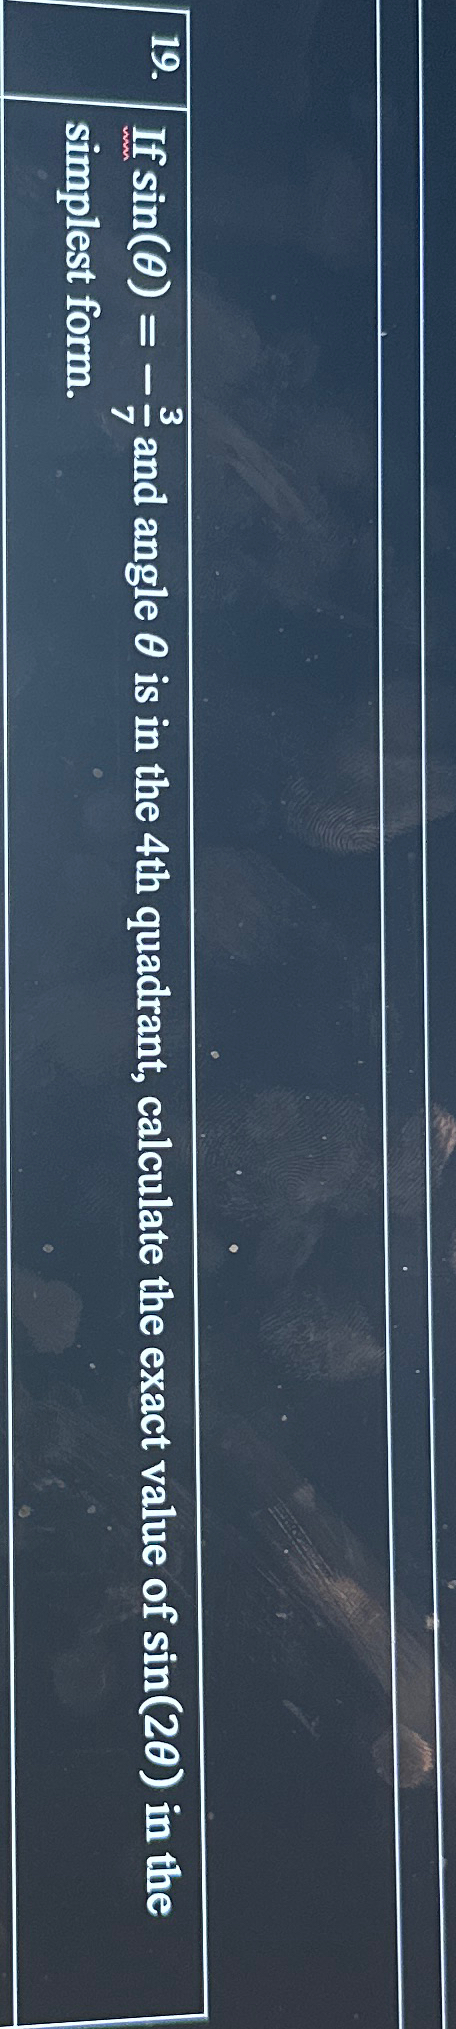 19. If sin(θ) = −3/7 and angle θ is in the 4th quadrant, calculate the exact value of sin(2θ) in the
simplest form.